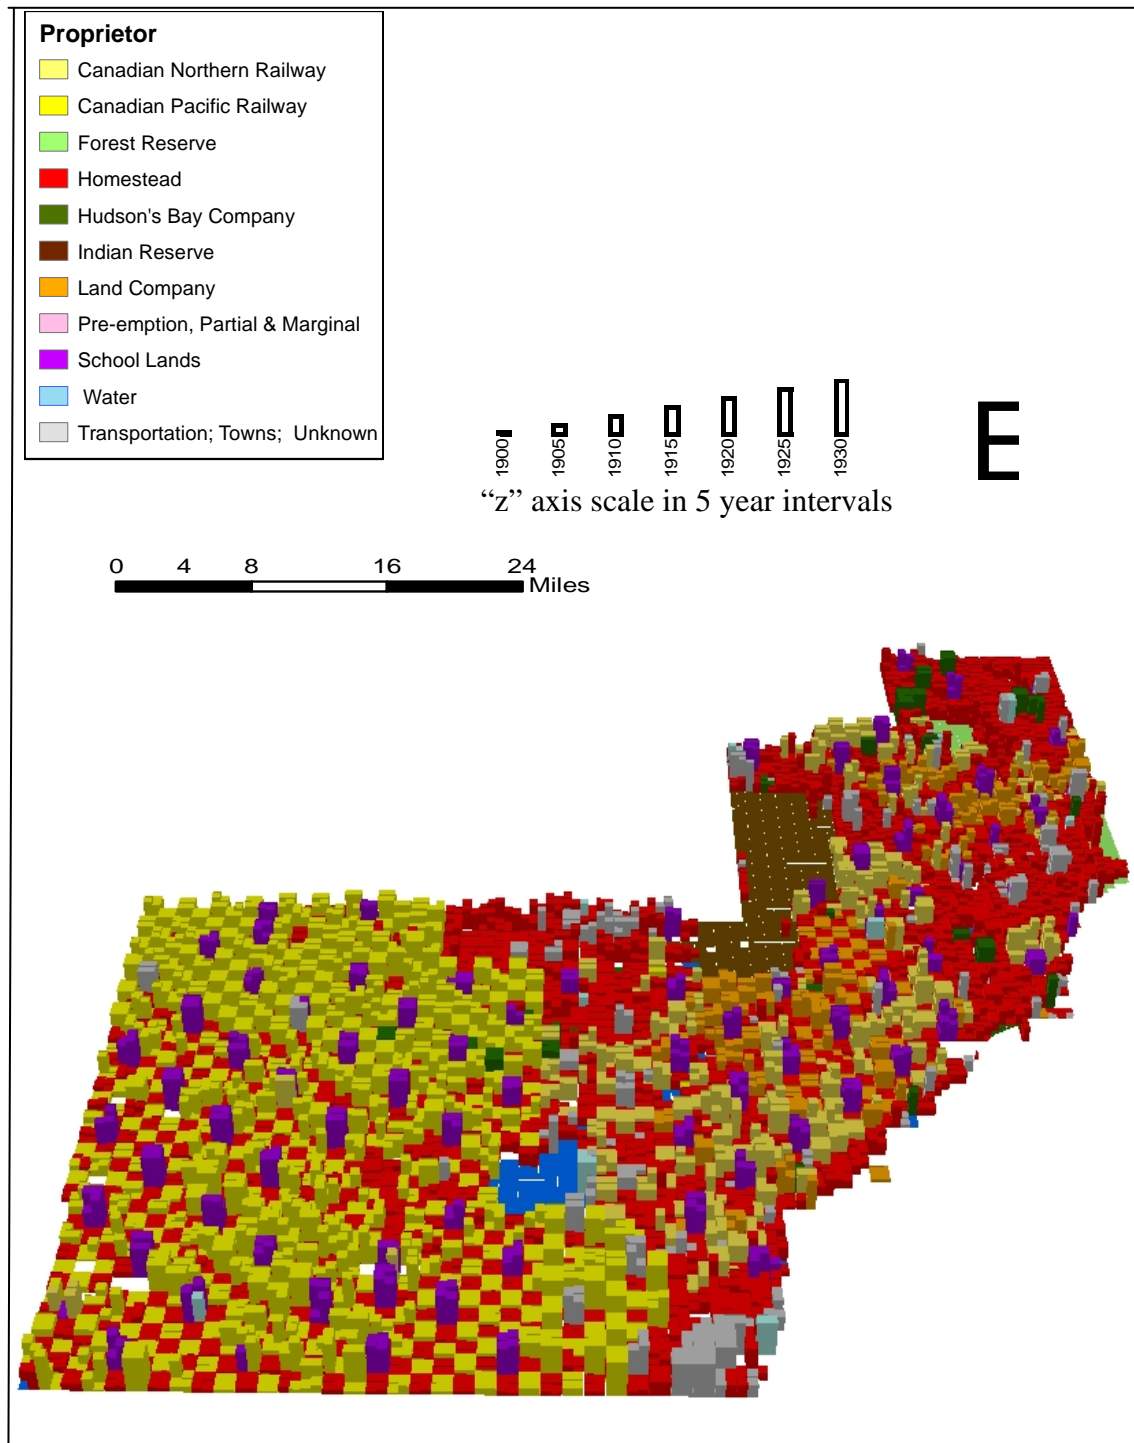 Proprietor
Canadian Northern Railway
Canadian Pacific Railway
Forest Reserve
Homestead
Hudson's Bay Company
Indian Reserve
Land Company
Pre-emption, Partial & Marginal
School Lands
Water
Transportation; Towns; Unknown
1900 1905 1910 1915 1920 1925 1930
“z” axis scale in 5 year intervals
E
0 4 8 16 24
Miles